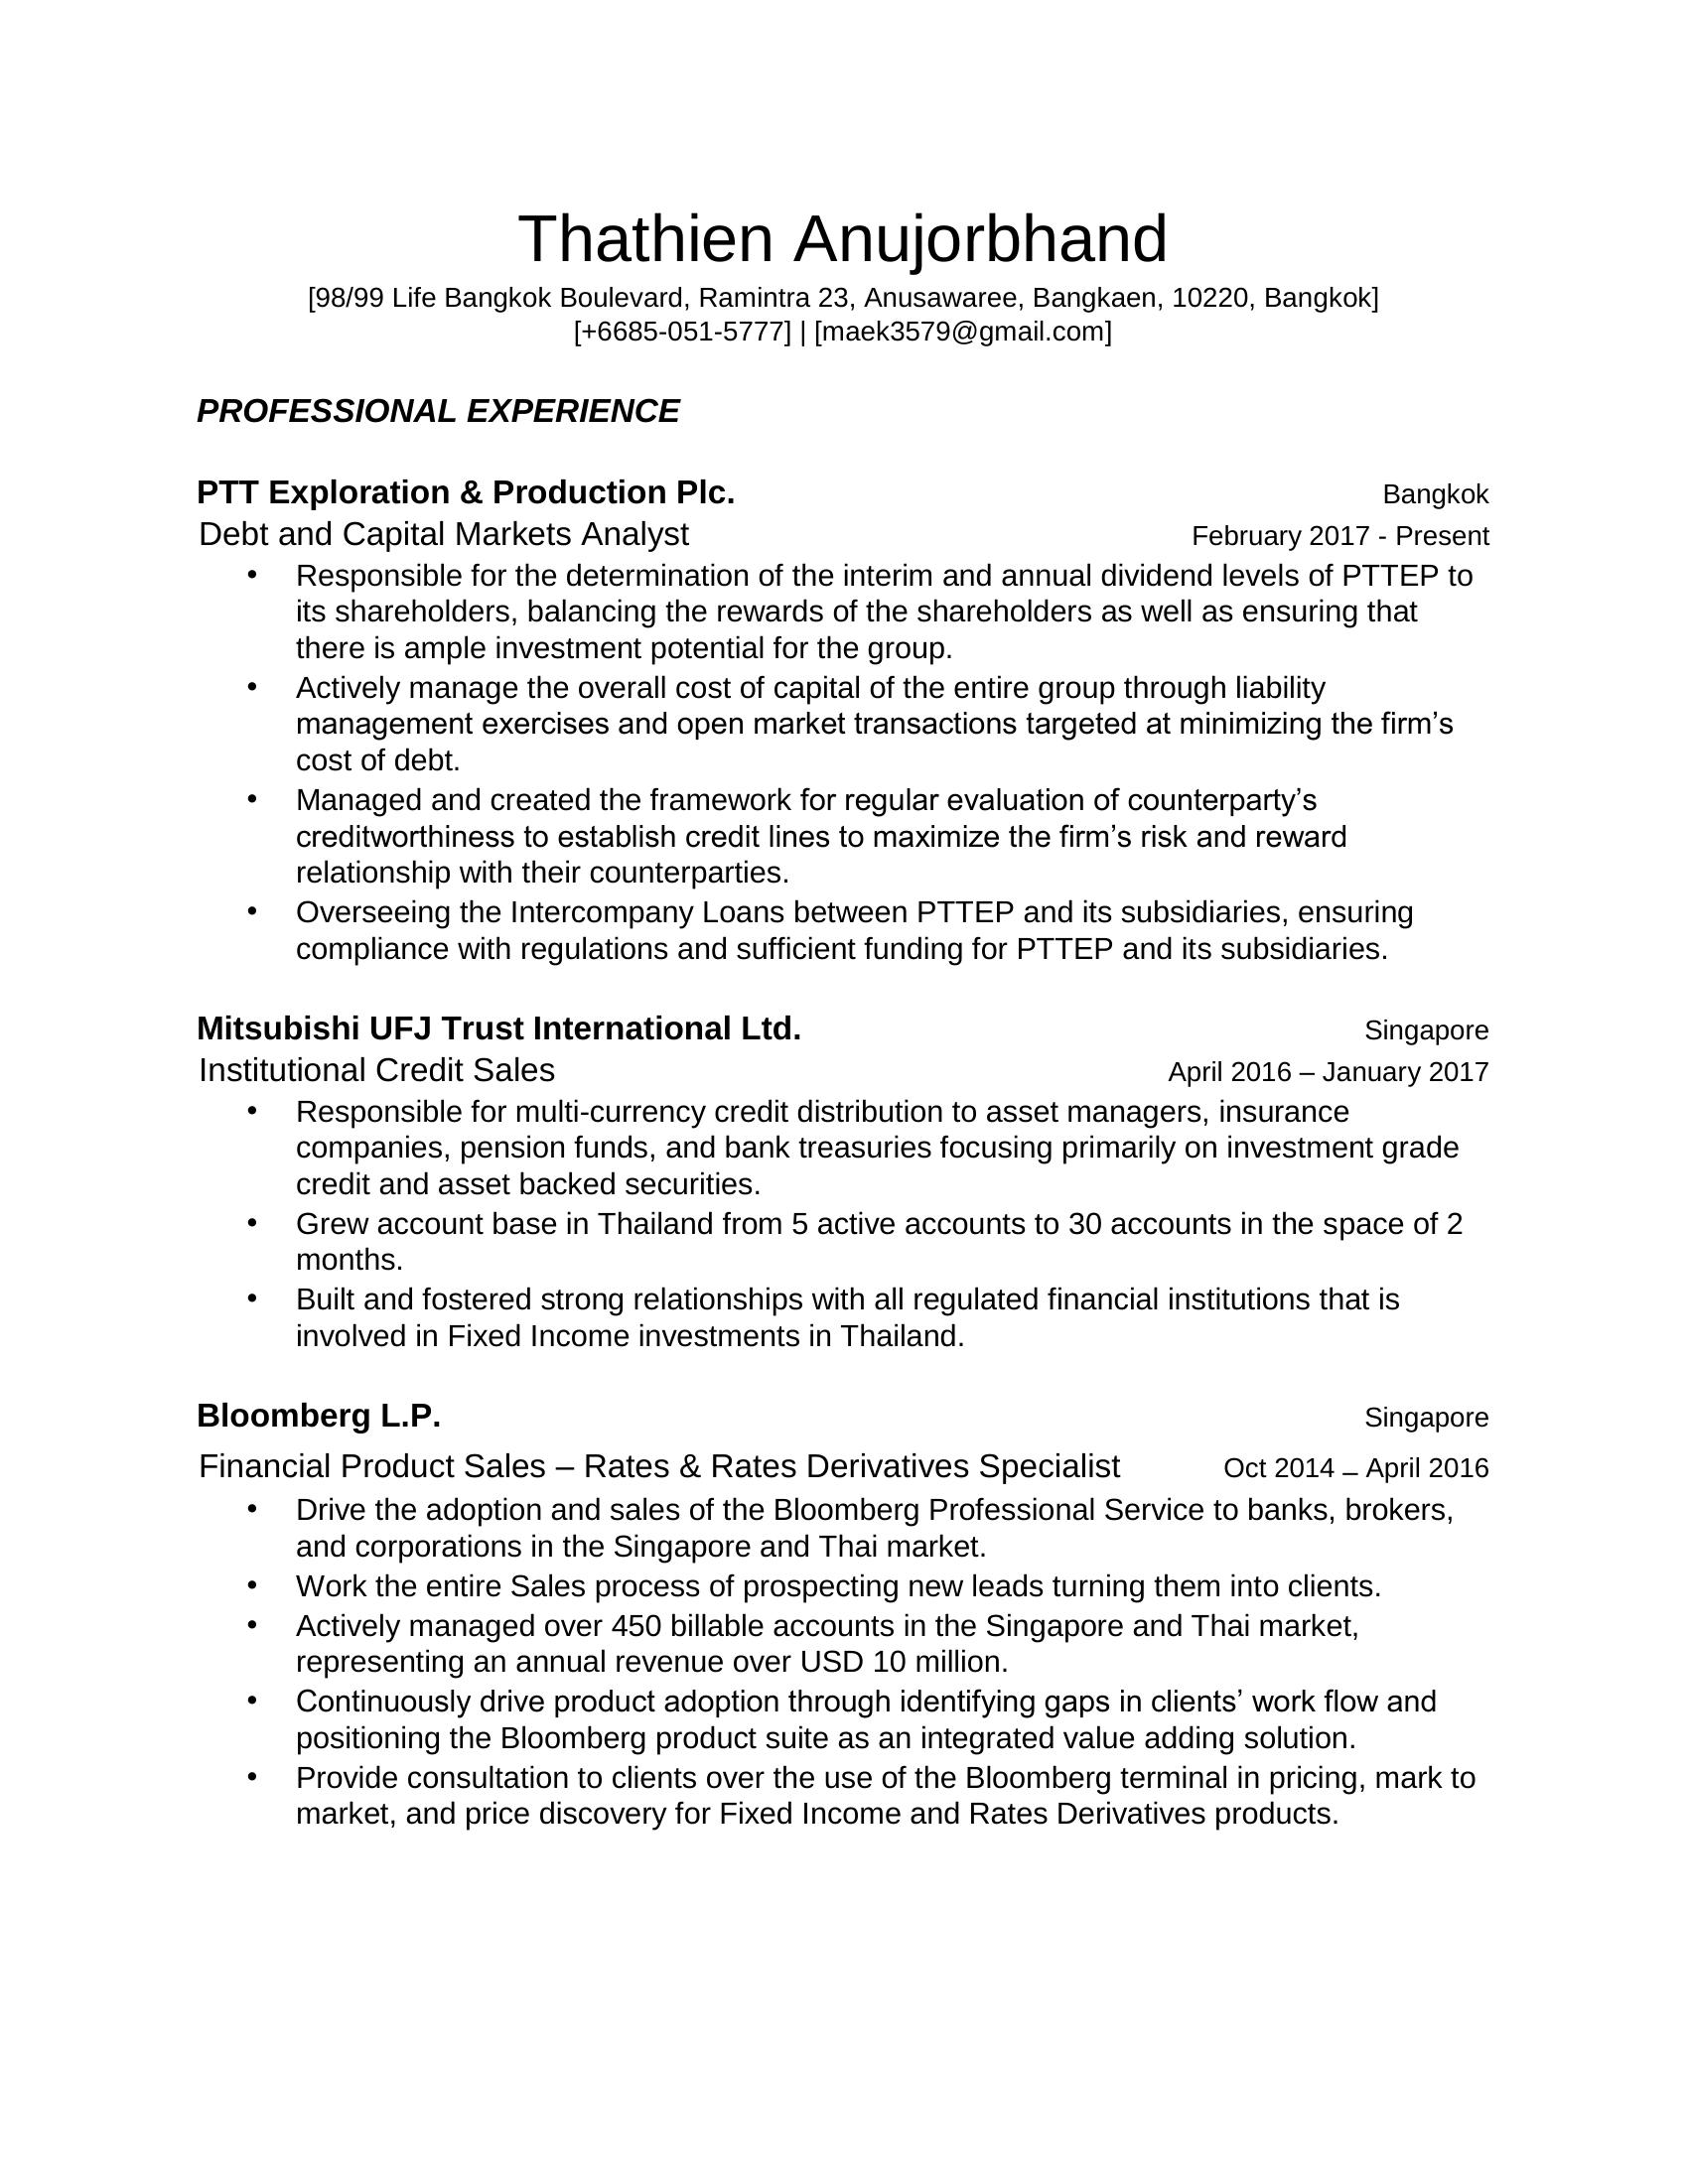 Thathien Anujorbhand
[98/99 Life Bangkok Boulevard, Ramintra 23, Anusawaree, Bangkaen, 10220, Bangkok]
[+6685-051-5777] | [maek3579@gmail.com]
PROFESSIONAL EXPERIENCE
PTT Exploration & Production Plc. Bangkok
Debt and Capital Markets Analyst February 2017 - Present
• Responsible for the determination of the interim and annual dividend levels of PTTEP to
its shareholders, balancing the rewards of the shareholders as well as ensuring that
there is ample investment potential for the group.
• Actively manage the overall cost of capital of the entire group through liability
management exercises and open market transactions targeted at minimizing the firm’s
cost of debt.
• Managed and created the framework for regular evaluation of counterparty’s
creditworthiness to establish credit lines to maximize the firm’s risk and reward
relationship with their counterparties.
• Overseeing the Intercompany Loans between PTTEP and its subsidiaries, ensuring
compliance with regulations and sufficient funding for PTTEP and its subsidiaries.
Mitsubishi UFJ Trust International Ltd. Singapore
Institutional Credit Sales April 2016 – January 2017
• Responsible for multi-currency credit distribution to asset managers, insurance
companies, pension funds, and bank treasuries focusing primarily on investment grade
credit and asset backed securities.
• Grew account base in Thailand from 5 active accounts to 30 accounts in the space of 2
months.
• Built and fostered strong relationships with all regulated financial institutions that is
involved in Fixed Income investments in Thailand.
Bloomberg L.P. Singapore
Financial Product Sales – Rates & Rates Derivatives Specialist Oct 2014 – April 2016
• Drive the adoption and sales of the Bloomberg Professional Service to banks, brokers,
and corporations in the Singapore and Thai market.
• Work the entire Sales process of prospecting new leads turning them into clients.
• Actively managed over 450 billable accounts in the Singapore and Thai market,
representing an annual revenue over USD 10 million.
• Continuously drive product adoption through identifying gaps in clients’ work flow and
positioning the Bloomberg product suite as an integrated value adding solution.
• Provide consultation to clients over the use of the Bloomberg terminal in pricing, mark to
market, and price discovery for Fixed Income and Rates Derivatives products.